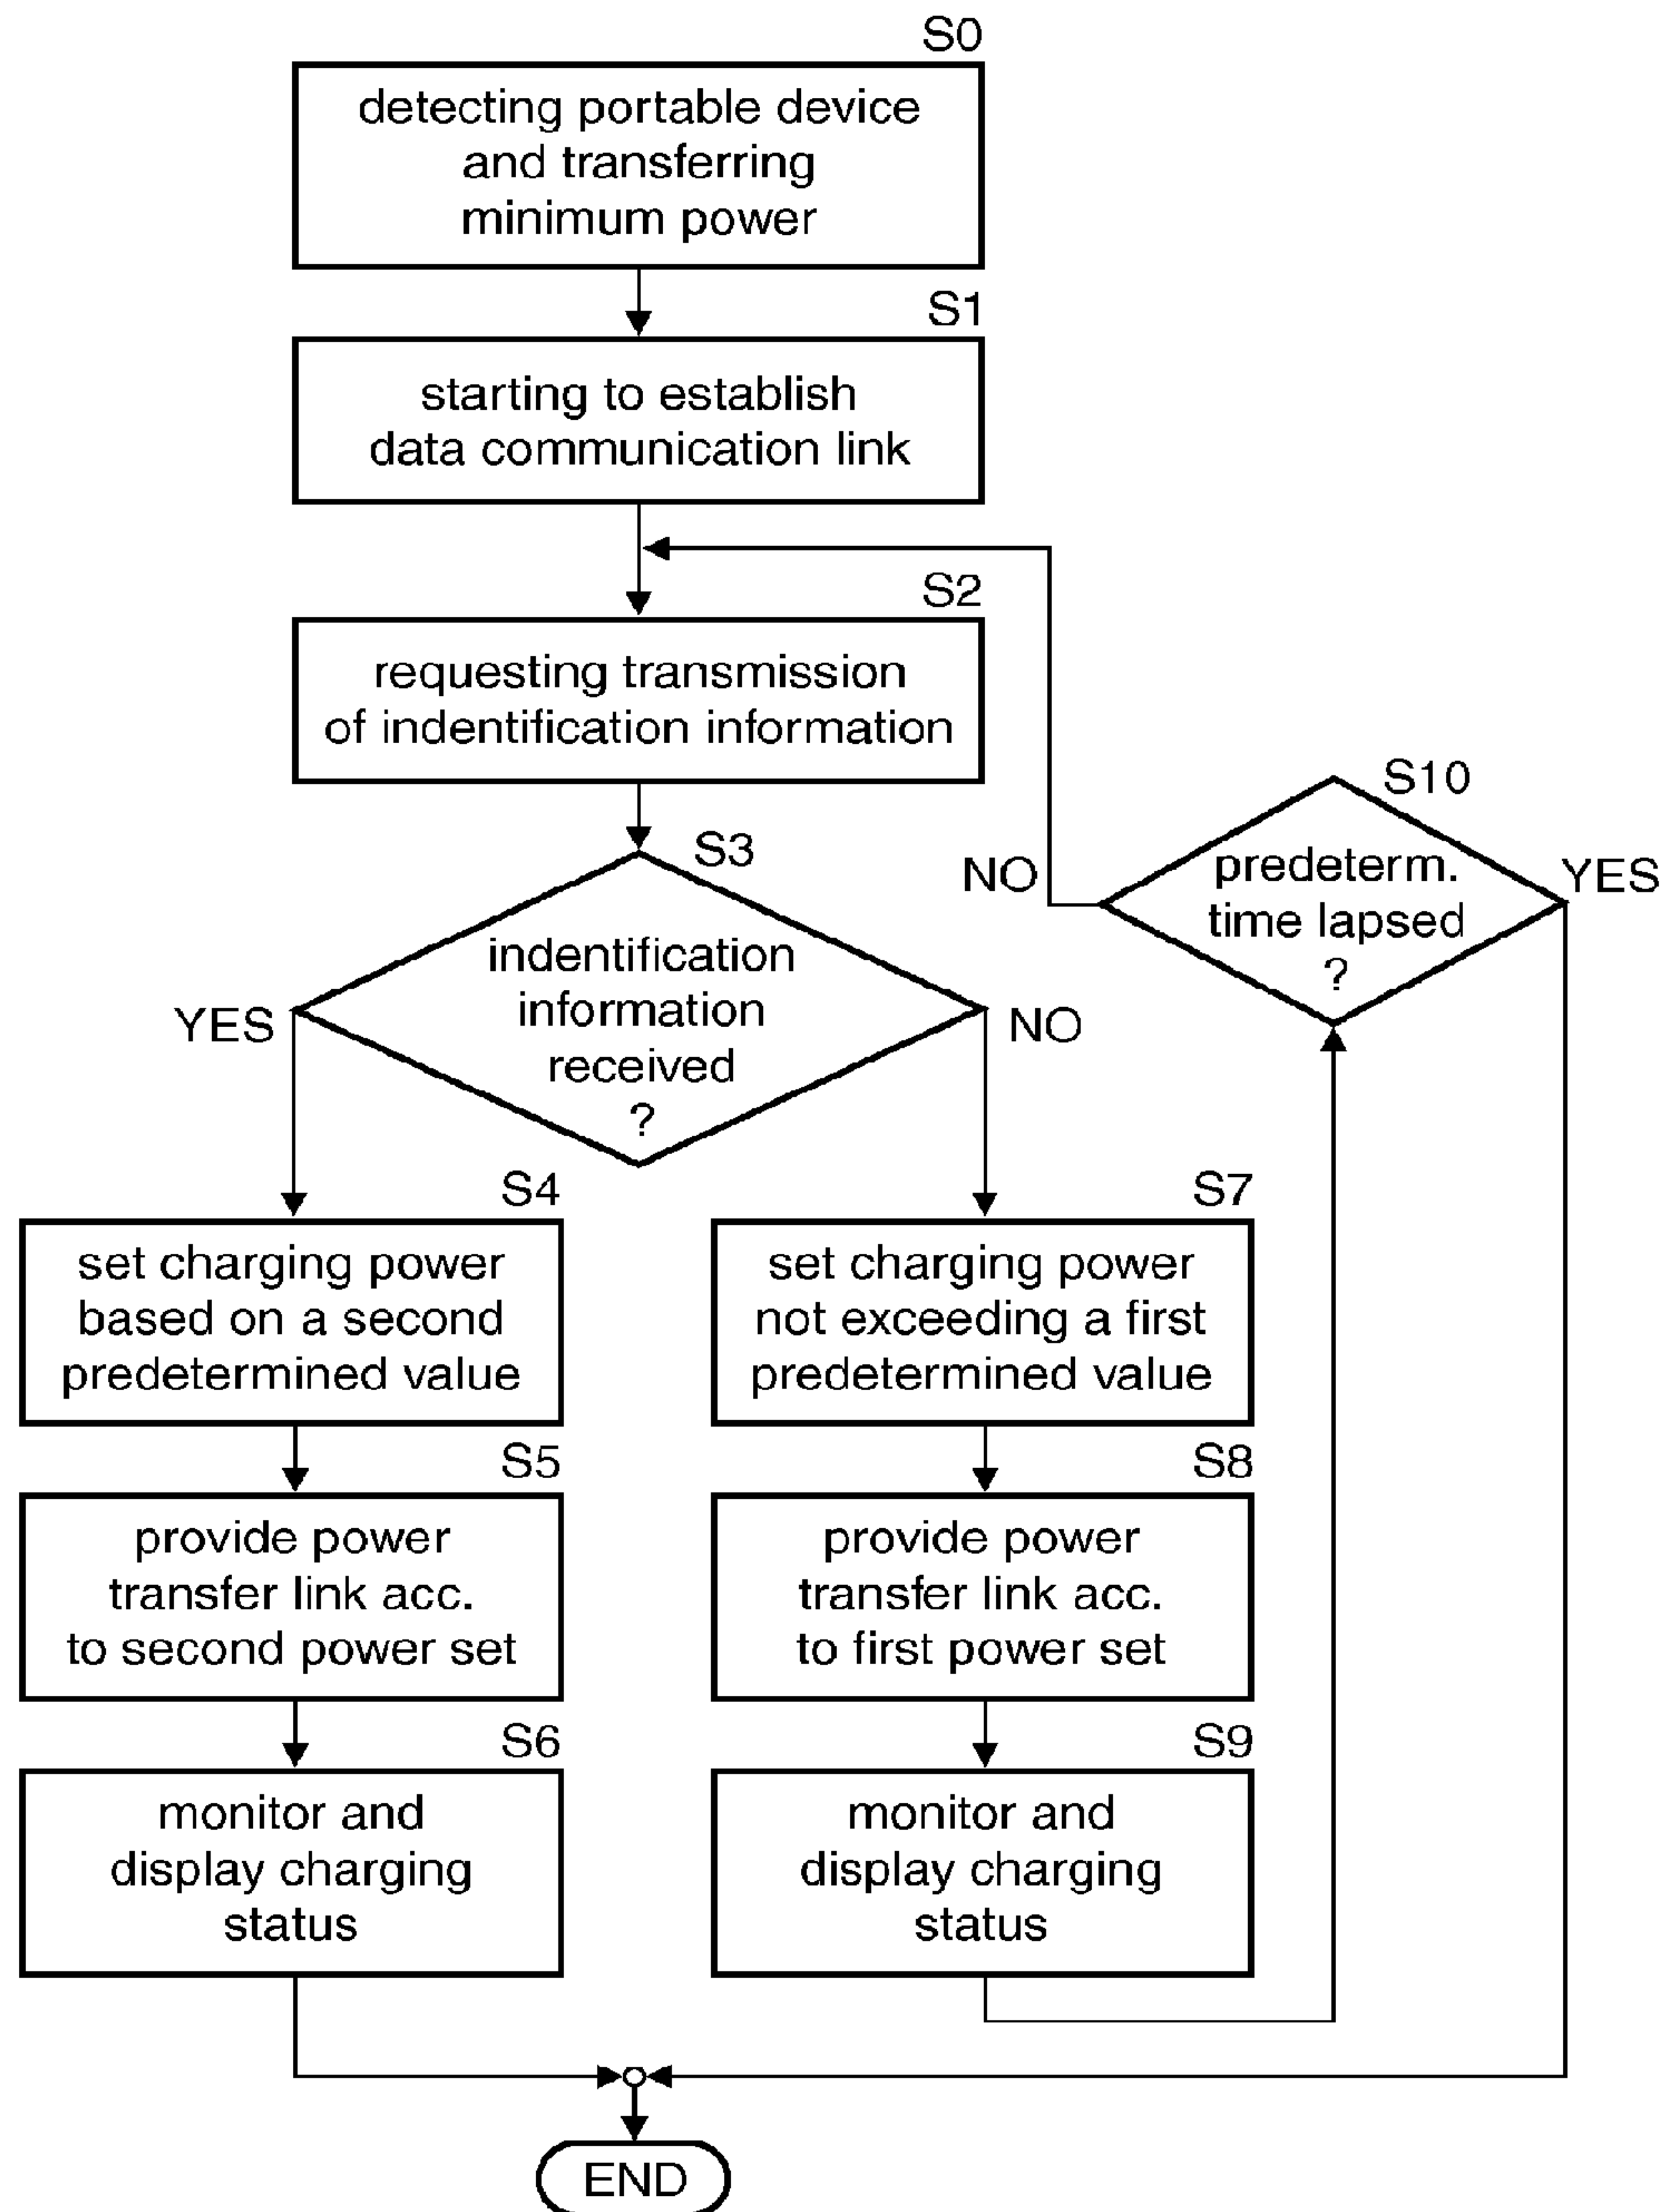 S0
detecting portable device
and transferring
minimum power
S1
starting to establish
data communication link
S2
requesting transmission
of indentification information
S3
indentification
information
received
?
YES
NO
S10
predeterm.
time lapsed
?
NO
YES
S4
set charging power
based on a second
predetermined value
S5
provide power
transfer link acc.
to second power set
S6
monitor and
display charging
status
S7
set charging power
not exceeding a first
predetermined value
S8
provide power
transfer link acc.
to first power set
S9
monitor and
display charging
status
END